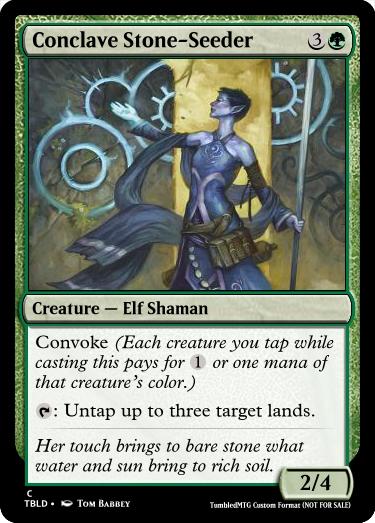 Conclave Stone-Seeder 3
Creature — Elf Shaman
Convoke (Each creature you tap while
casting this pays for 1 or one mana of
that creature's color.)
: Untap up to three target lands.
Her touch brings to bare stone what
water and sun bring to rich soil.
2/4
C
TBLD • Tom Babbey
TumbledMTG Custom Format (NOT FOR SALE)